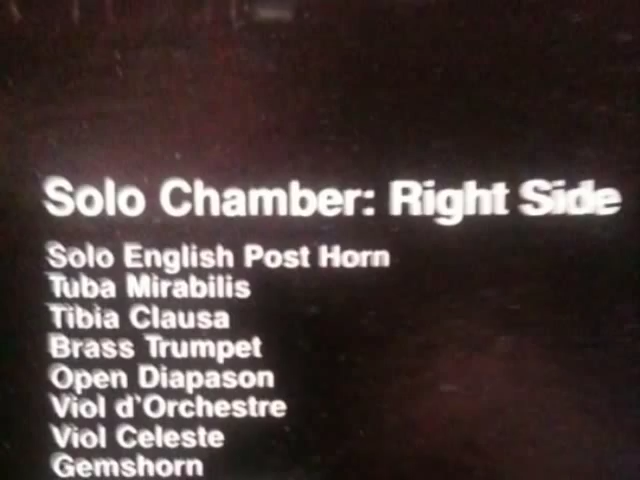 Solo Chamber: Right Side
Solo English Post Horn
Tuba Mirabilis
Tibia Clausa
Brass Trumpet
Open Diapason
Viol d'Orchestre
Viol Celeste
Gemshorn